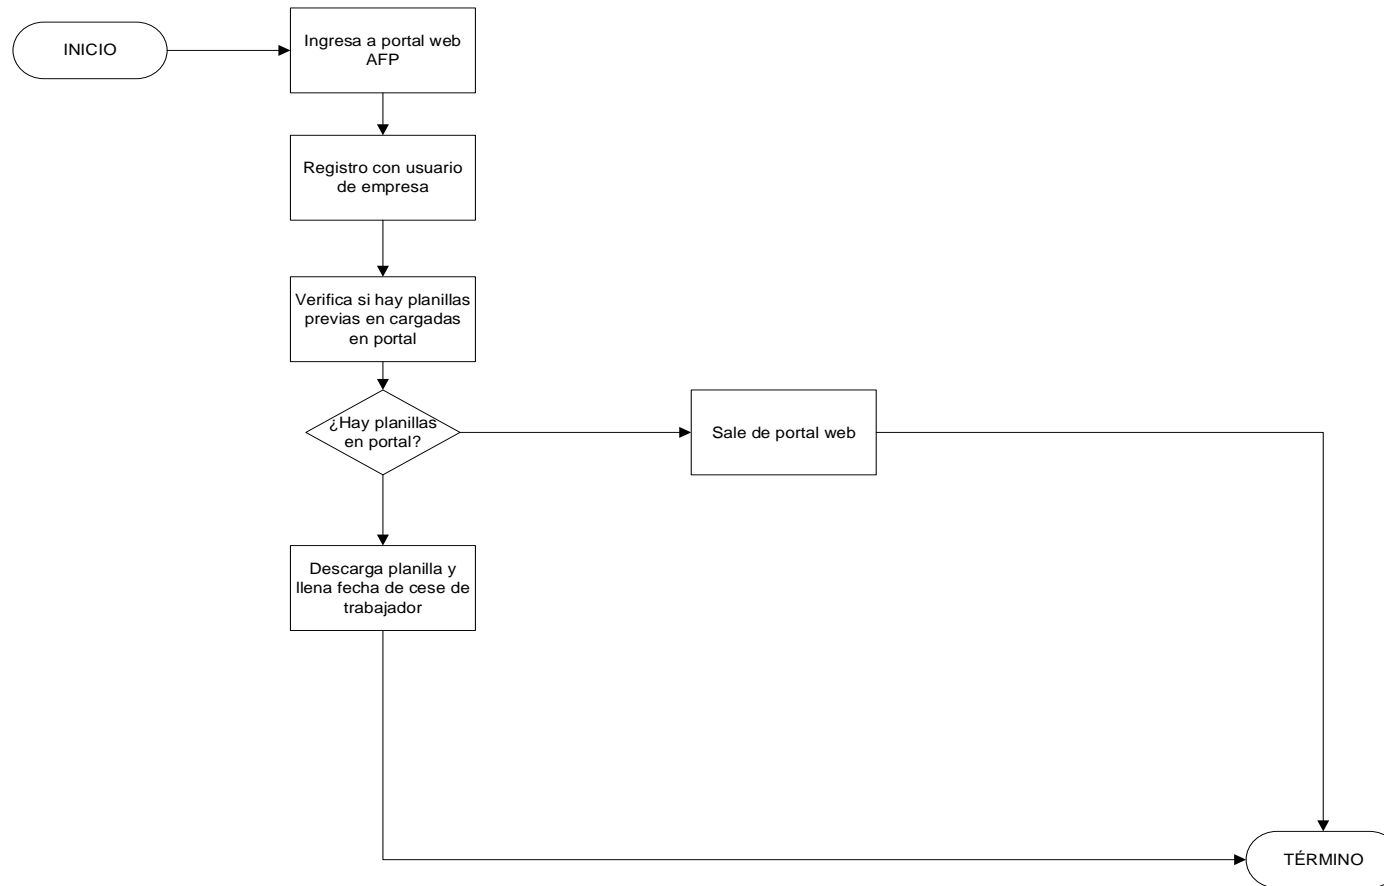 INICIO
Ingresa a portal web
AFP
Registro con usuario
de empresa
Verifica si hay planillas
previas en cargadas
en portal
¿Hay planillas
en portal?
Sale de portal web
Descarga planilla y
llena fecha de cese de
trabajador
TÉRMINO